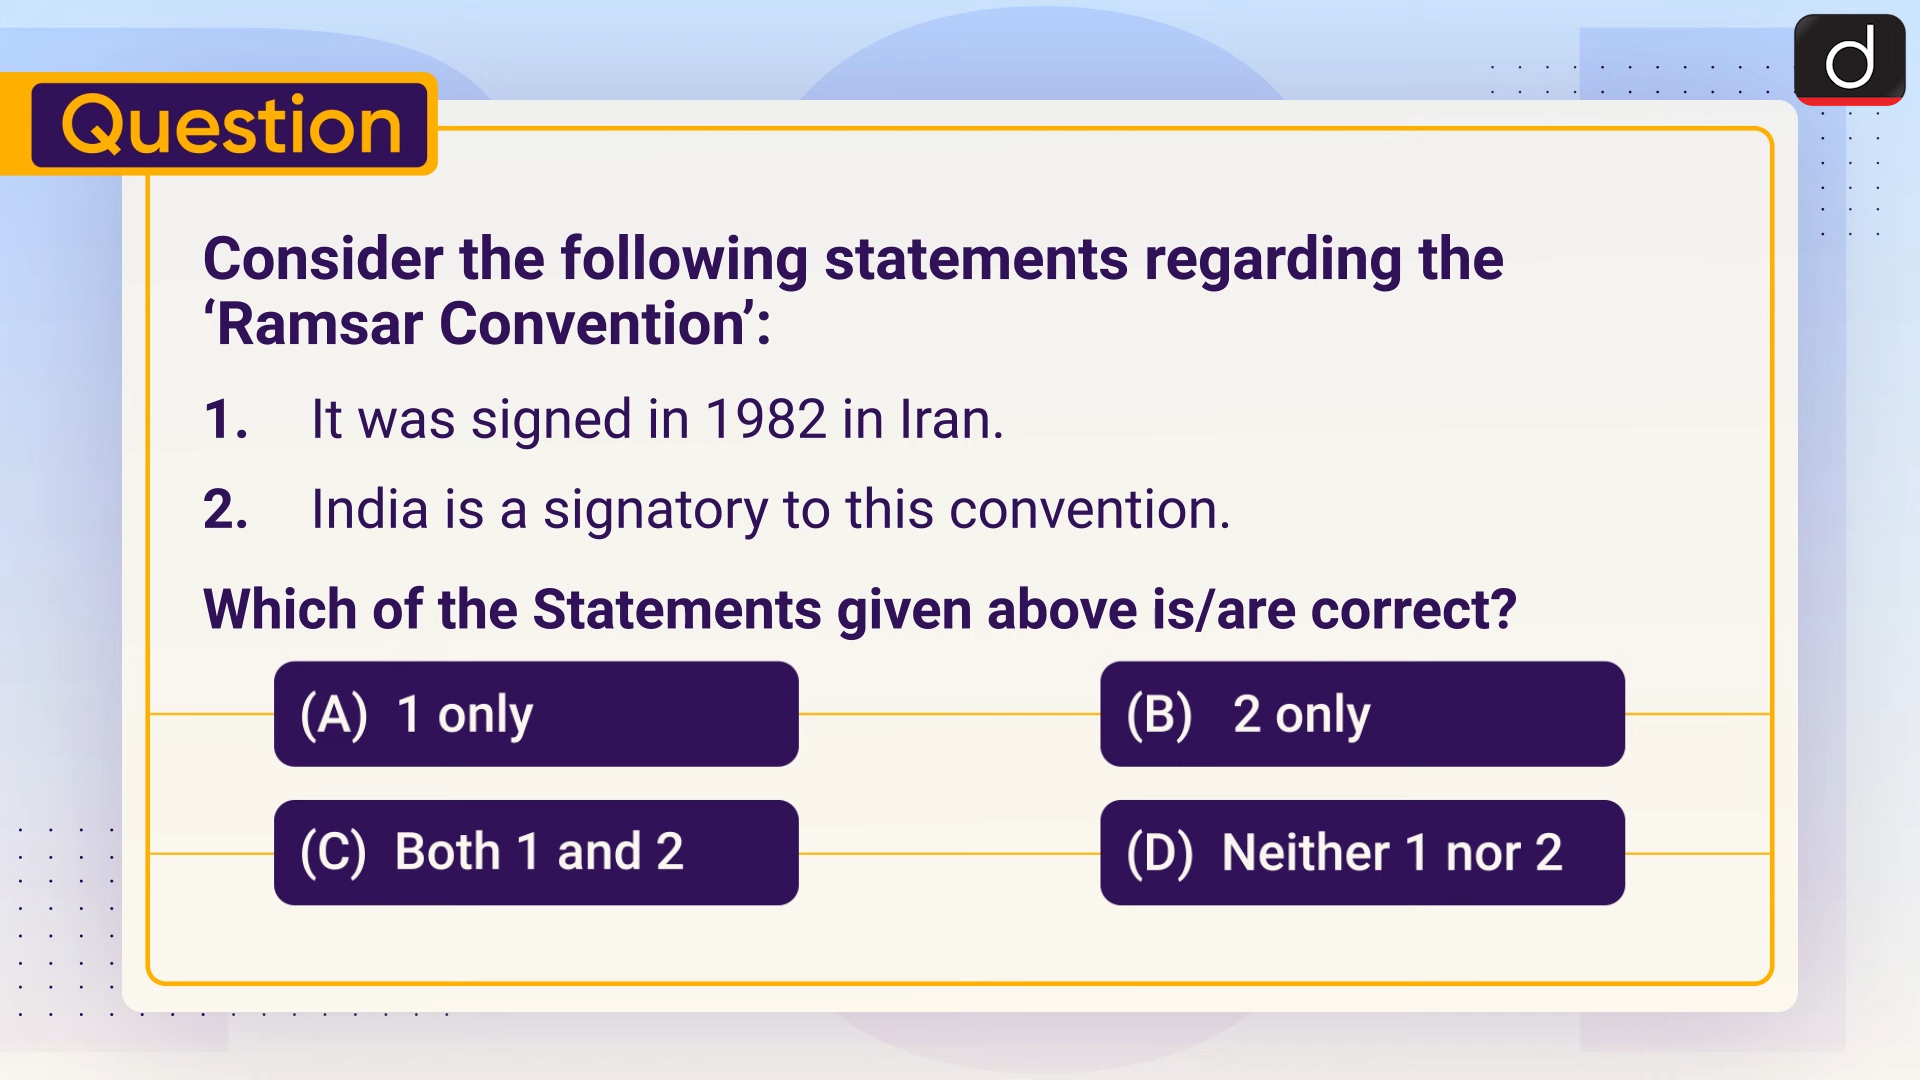 Question
Consider the following statements regarding the
‘Ramsar Convention’:
1. It was signed in 1982 in Iran.
2. India is a signatory to this convention.
Which of the Statements given above is/are correct?
(A) 1 only
(B) 2 only
(C) Both 1 and 2
(D) Neither 1 nor 2
d